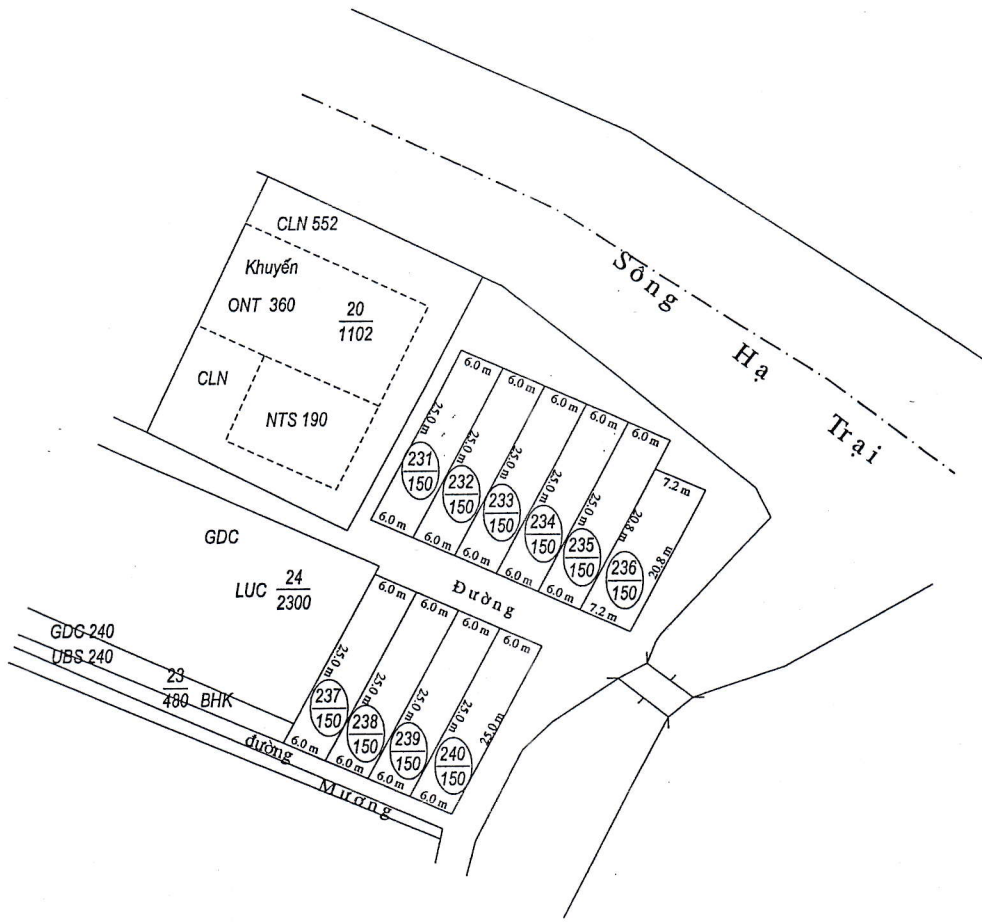 Sông
Hạ
Trại
CLN 552
Khuyến
ONT 360
20
1102
CLN
NTS 190
6.0 m
6.0 m
6.0 m
6.0 m
6.0 m
7.2 m
25.0 m
25.0 m
25.0 m
25.0 m
25.0 m
20.8 m
20.8 m
231
150
232
150
233
150
234
150
235
150
236
150
6.0 m
6.0 m
6.0 m
6.0 m
6.0 m
7.2 m
GDC
LUC 24
2300
Đường
6.0 m
6.0 m
6.0 m
6.0 m
25.0 m
25.0 m
25.0 m
25.0 m
25.0 m
237
150
238
150
239
150
240
150
6.0 m
6.0 m
6.0 m
6.0 m
GDC 240
UBS 240
23
480 BHK
đường
Mương